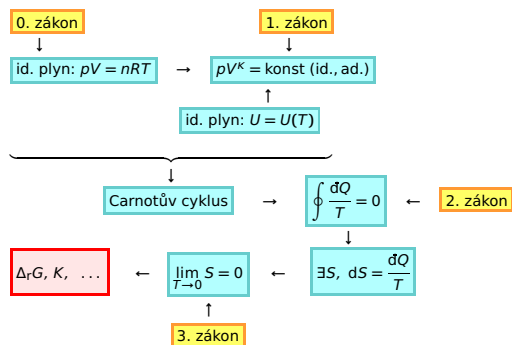 0. zákon 1. zákon
id. plyn: pV = nRT → pV^κ = konst (id., ad.)
id. plyn: U = U(T)
Carnotův cyklus → ∮ đQ/T = 0 ← 2. zákon
Δ_rG, K, ... ← lim_{T→0} S = 0 ← ∃S, dS = đQ/T
3. zákon